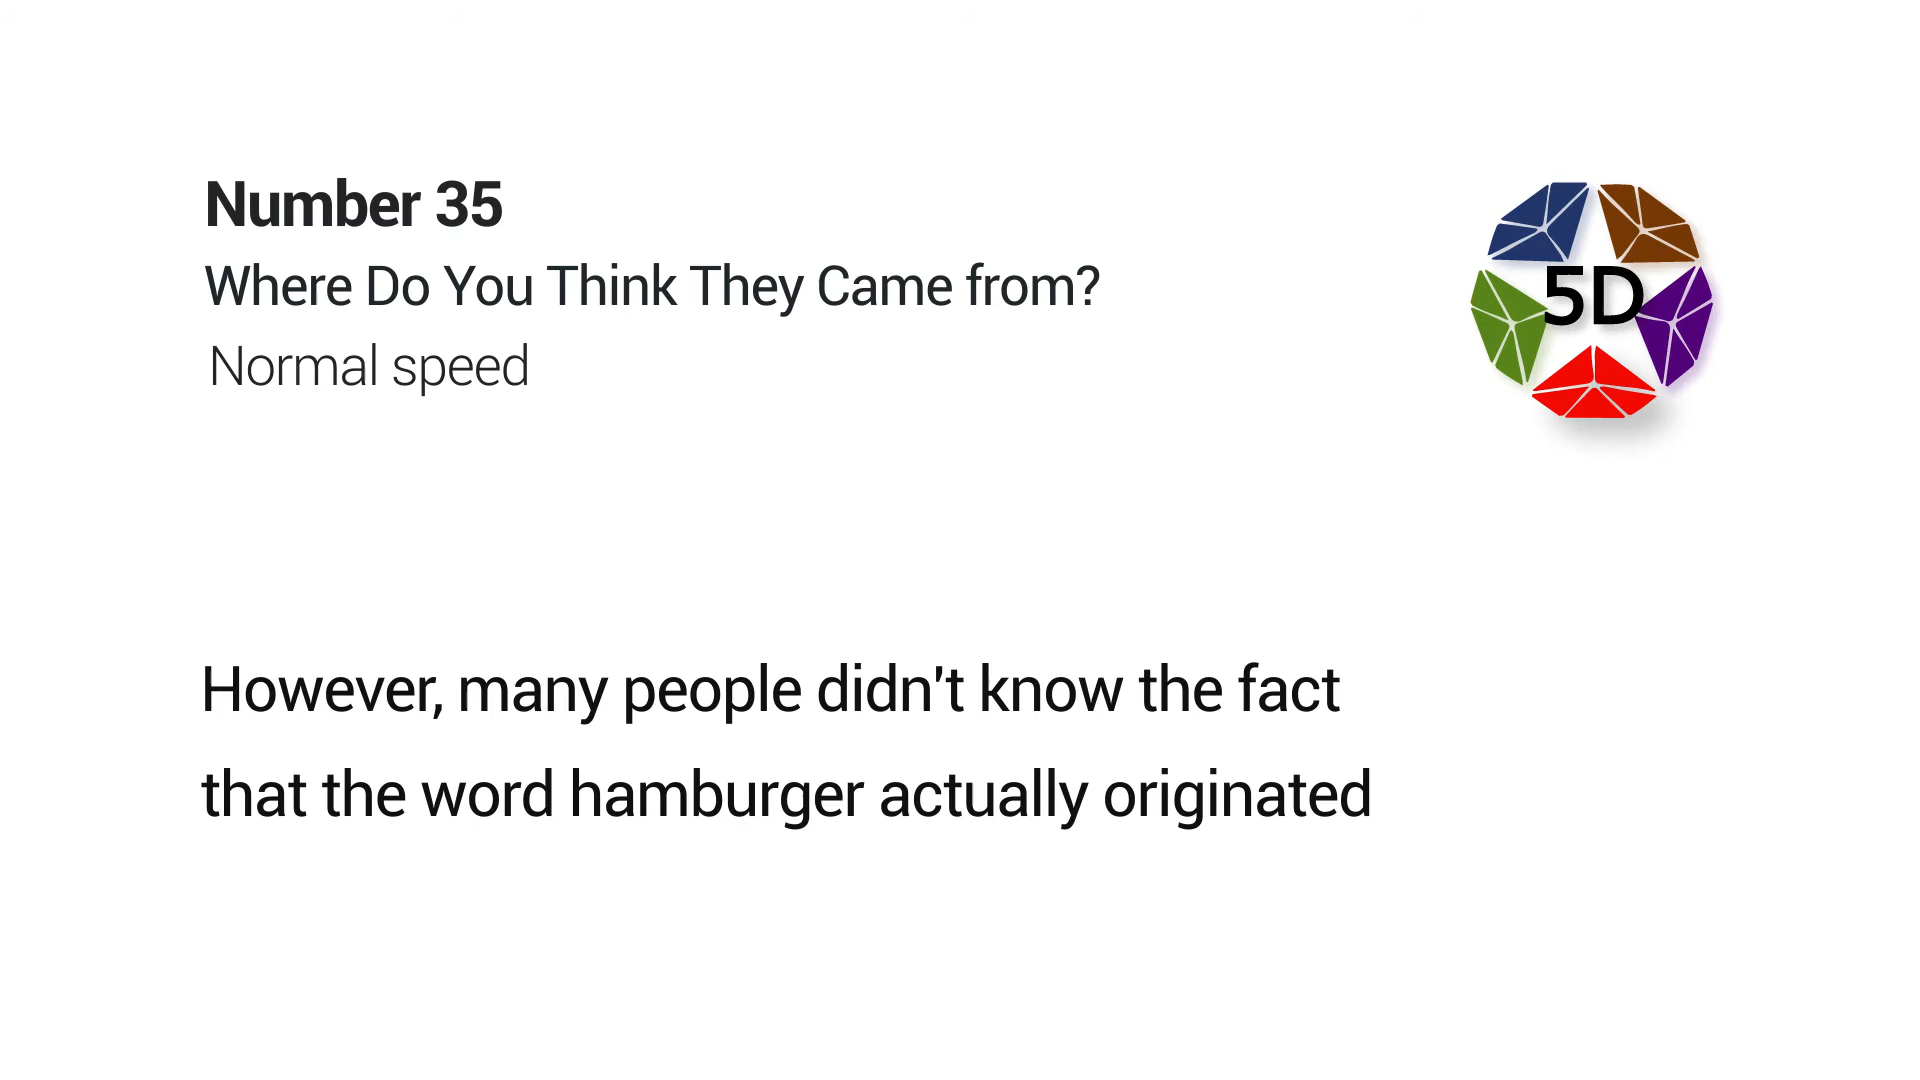 Number 35
Where Do You Think They Came from?
Normal speed
5D
However, many people didn't know the fact
that the word hamburger actually originated